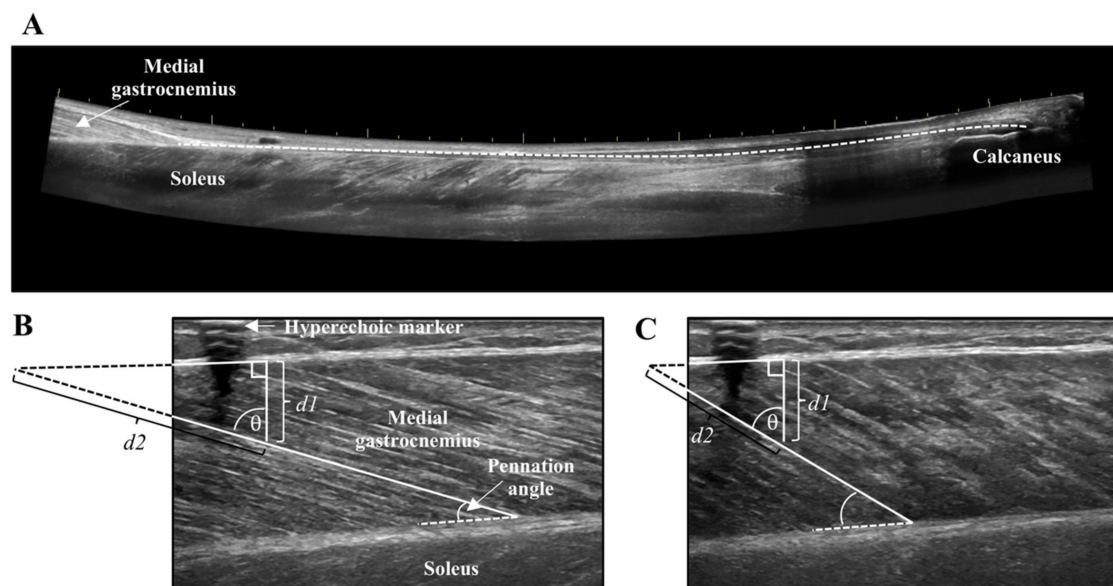 A
Medial
gastrocnemius
Soleus
Calcaneus
B
Hyperechoic marker
d1
θ
d2
Medial
gastrocnemius
Pennation
angle
Soleus
C
d1
θ
d2